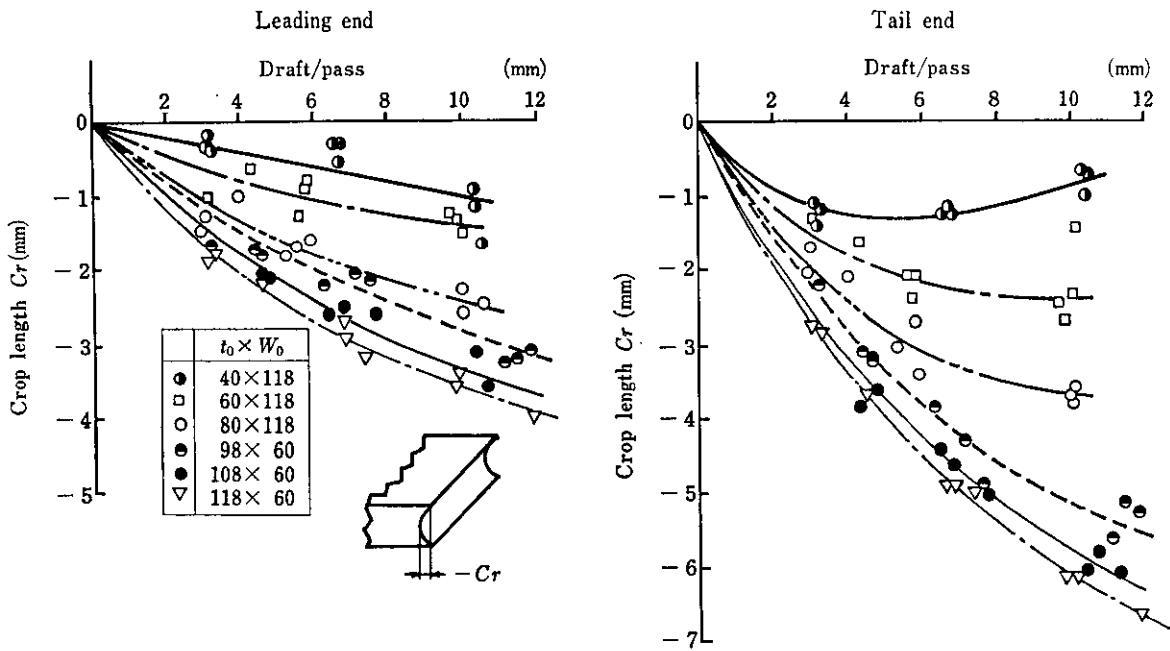 Leading end
Draft/pass (mm)
2 4 6 8 10 12
0
−1
−2
−3
−4
−5
Crop length Cr (mm)
t₀ × W₀
40×118
60×118
80×118
98× 60
108× 60
118× 60
−Cr
Tail end
Draft/pass (mm)
2 4 6 8 10 12
0
−1
−2
−3
−4
−5
−6
−7
Crop length Cr (mm)